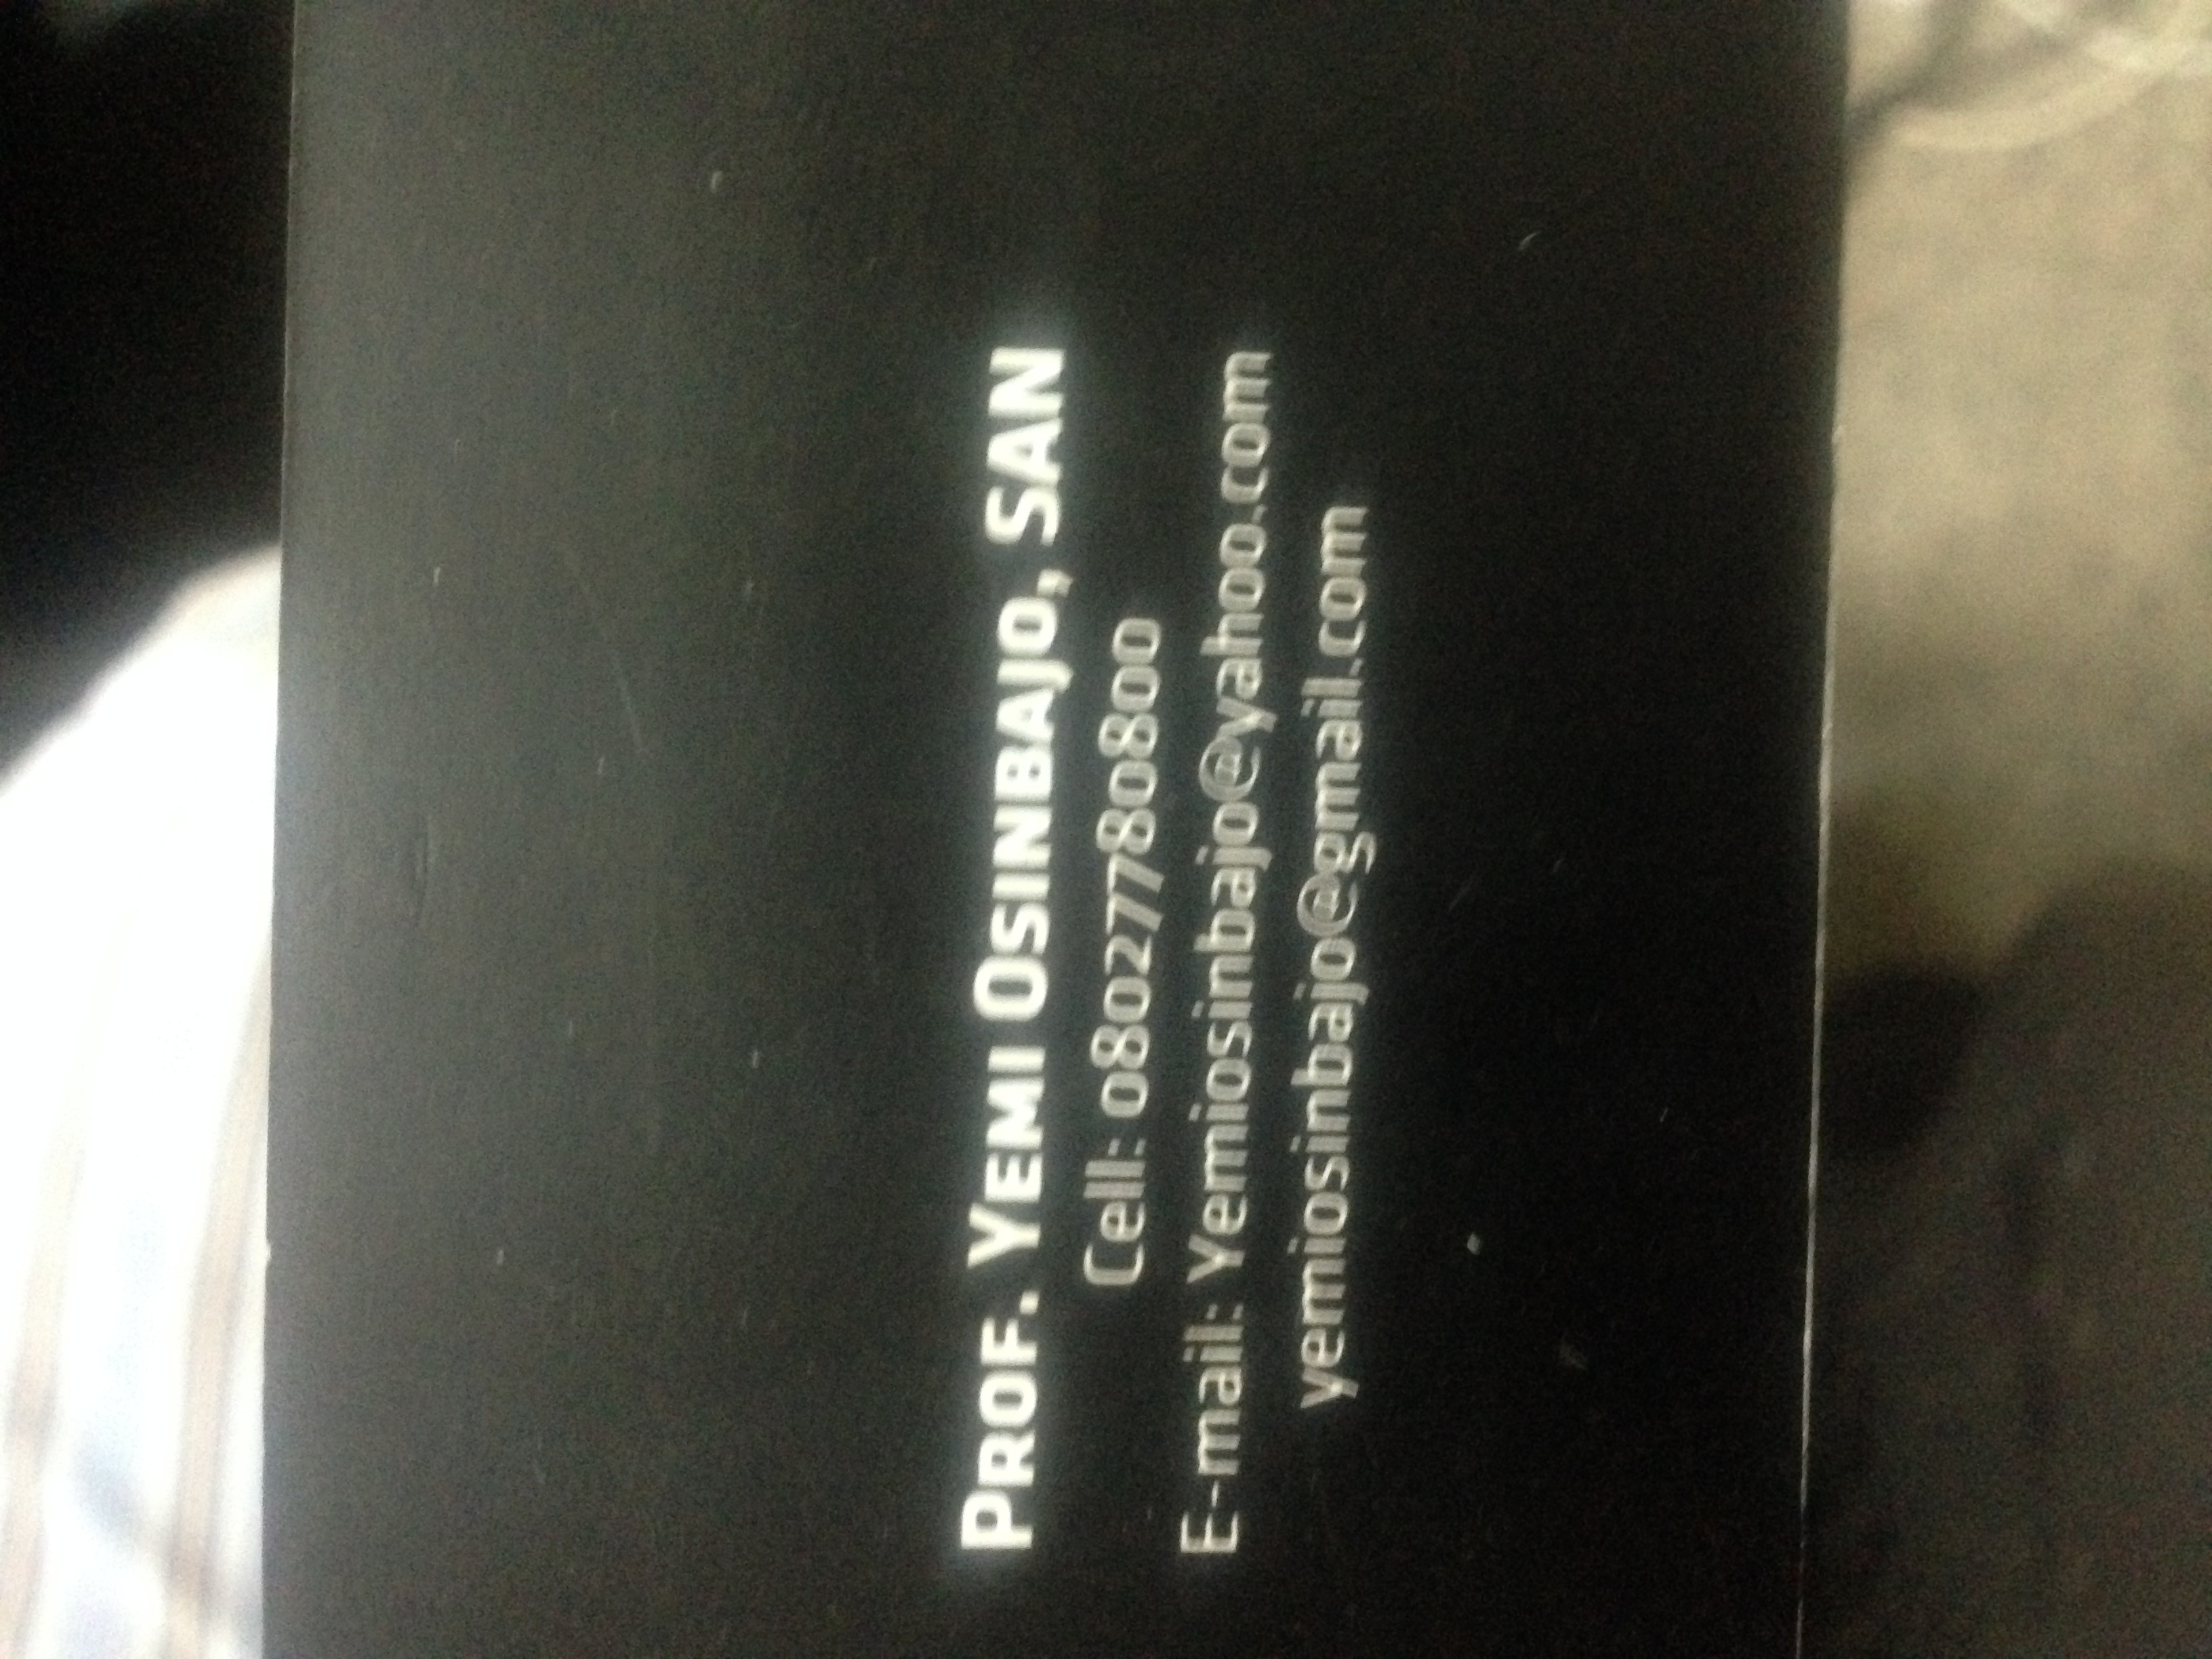 Prof. Yemi Osinbajo, SAN
Cell: 08027780800
E-mail: Yemiosinbajo@yahoo.com
yemiosinbajo@gmail.com